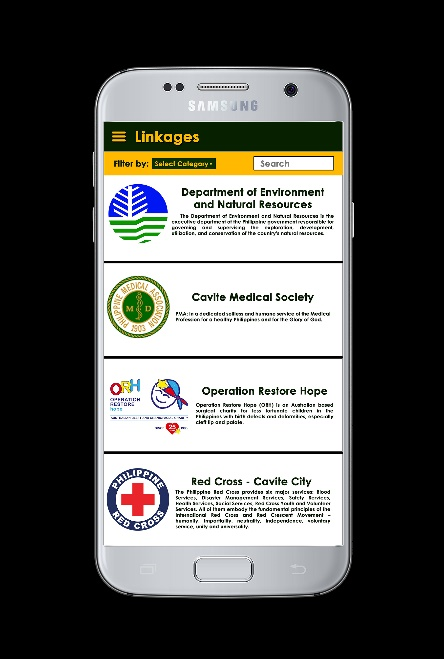 SAMSUNG
Linkages
Filter by: Select Category
Search
Department of Environment
and Natural Resources
The Department of Environment and Natural Resources is the
executive department of the Philippine government responsible for
governing and supervising the exploration, development,
utilization, and conservation of the country's natural resources.
PHILIPPINE MEDICAL ASSOCIATION
M D
1903
Cavite Medical Society
PMA: in a dedicated selfless and humane service of the Medical
Profession for a healthy Philippines and for the Glory of God.
ORH
OPERATION
RESTORE
hope
25
Operation Restore Hope
Operation Restore Hope (ORH) is an Australian based
surgical charity for less fortunate children in the
Philippines with birth defects and deformities, especially
cleft lip and palate.
PHILIPPINE
RED CROSS
Red Cross - Cavite City
The Philippine Red Cross provides six major services: Blood
Services, Disaster Management Services, Safety Services,
Health Services, Social Services, Red Cross Youth and Volunteer
Services. All of them embody the fundamental principles of the
International Red Cross and Red Crescent Movement –
humanity, impartiality, neutrality, independence, voluntary
service, unity and universality.